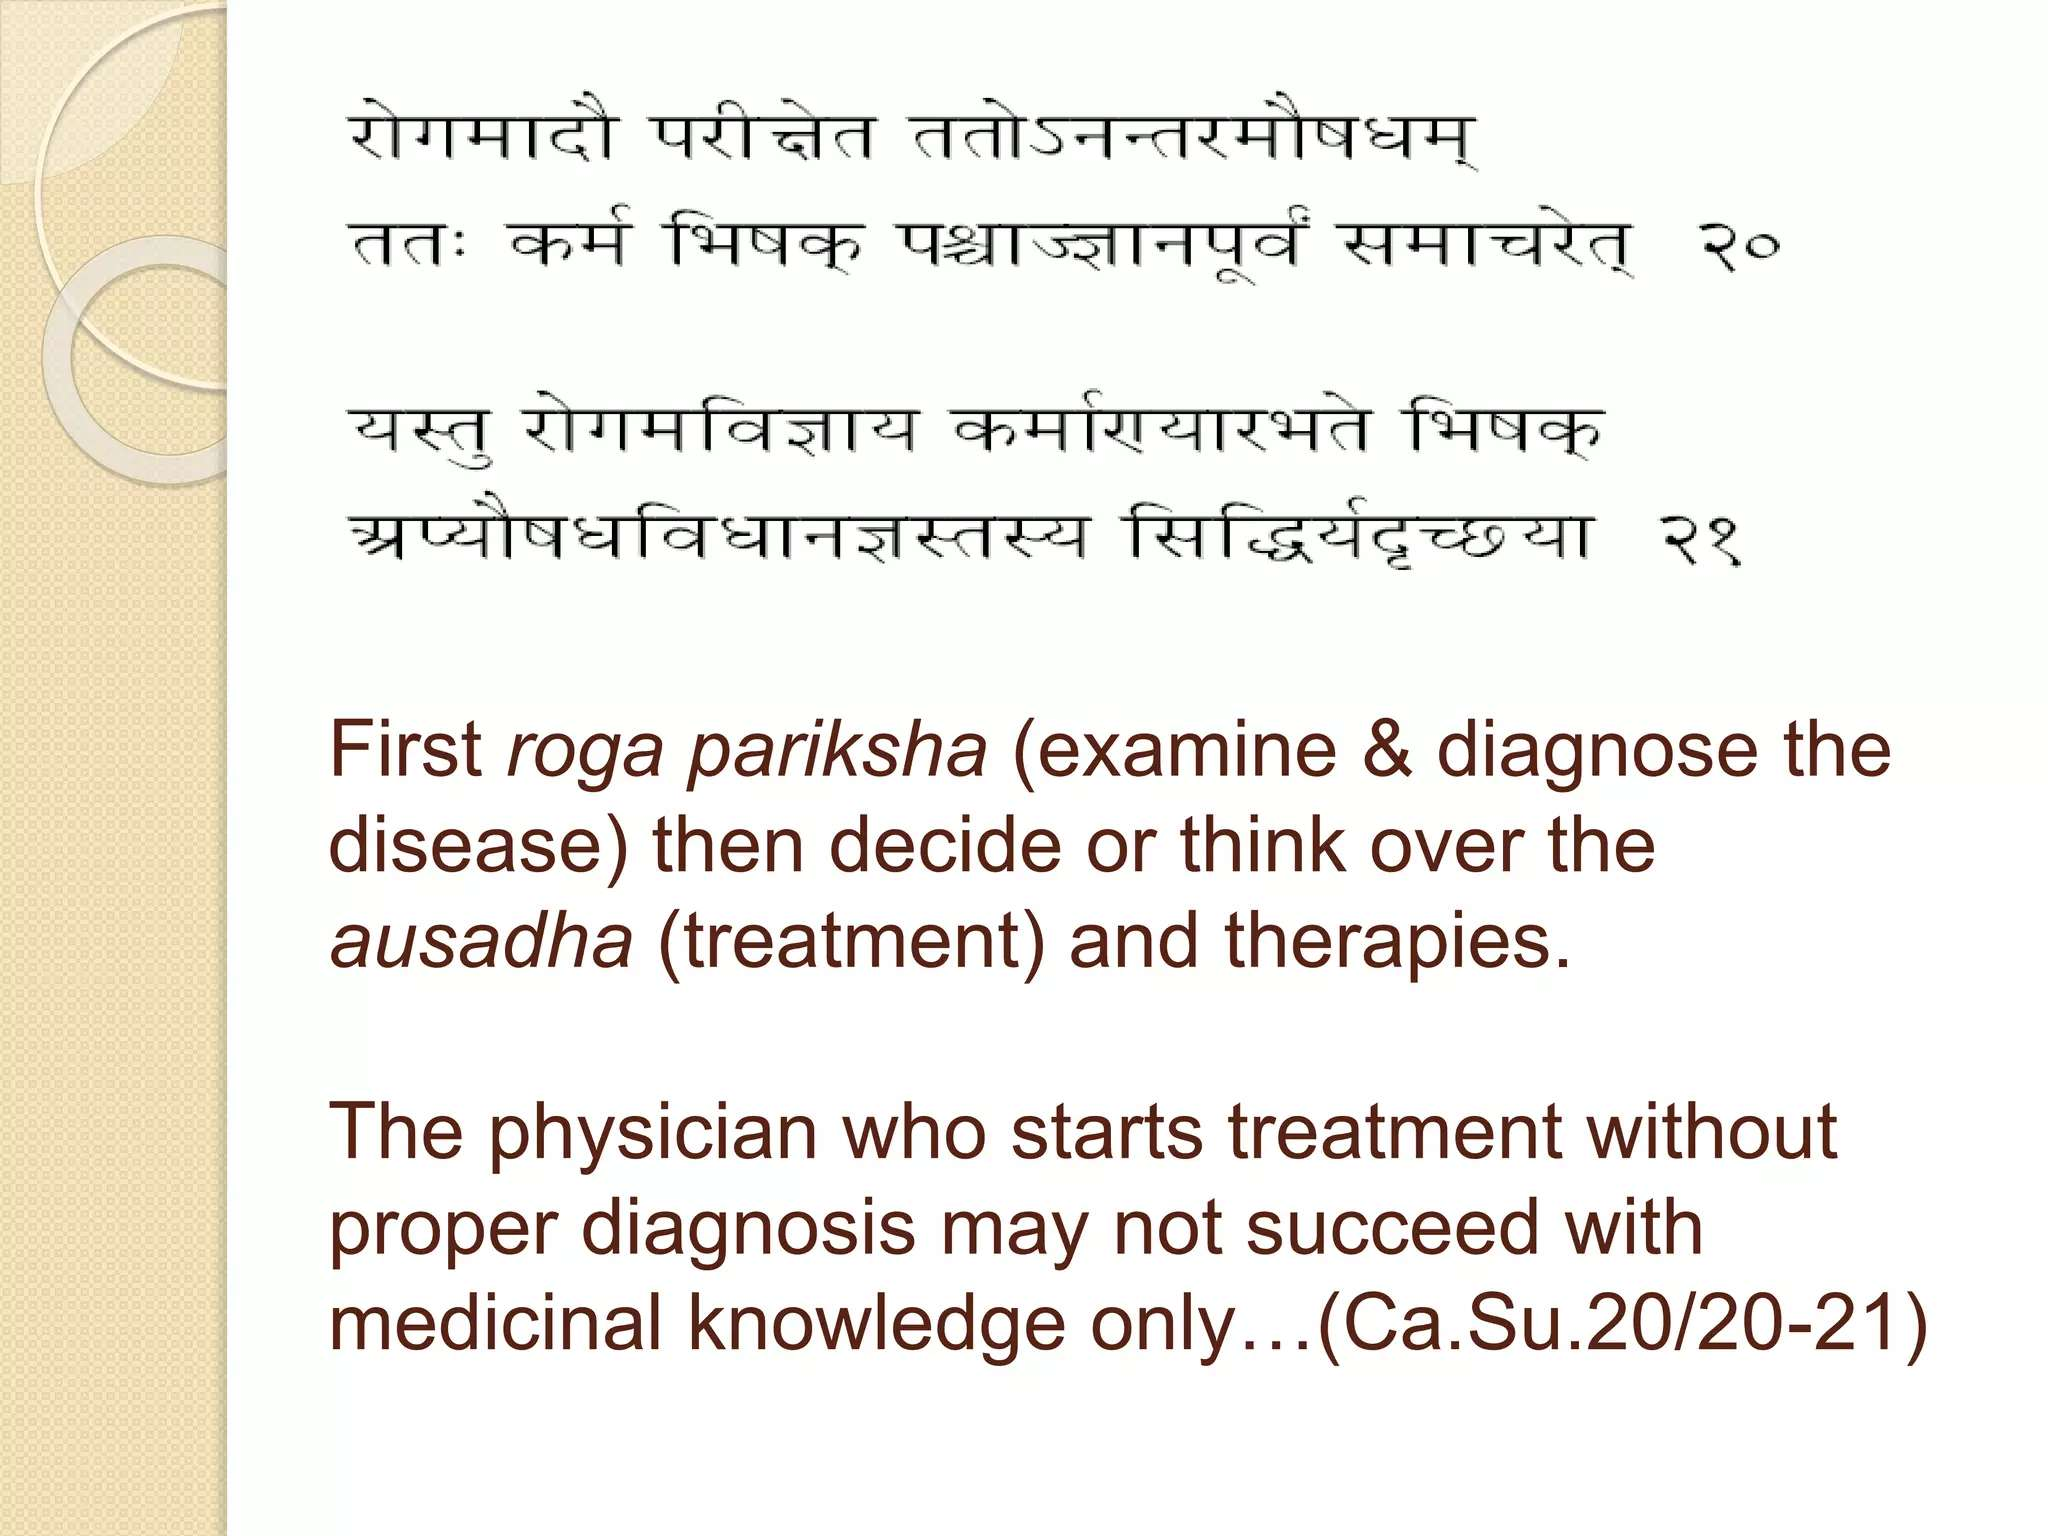 रोगमादौ परीक्षेत ततोऽनन्तरमौषधम्
ततः कर्म भिषक् पश्चाज्ज्ञानपूर्वं समाचरेत् २०
यस्तु रोगमविज्ञाय कर्माण्यारभते भिषक्
अप्यौषधविधानज्ञस्तस्य सिद्धिर्यदृच्छया २१
First roga pariksha (examine & diagnose the
disease) then decide or think over the
ausadha (treatment) and therapies.
The physician who starts treatment without
proper diagnosis may not succeed with
medicinal knowledge only…(Ca.Su.20/20-21)